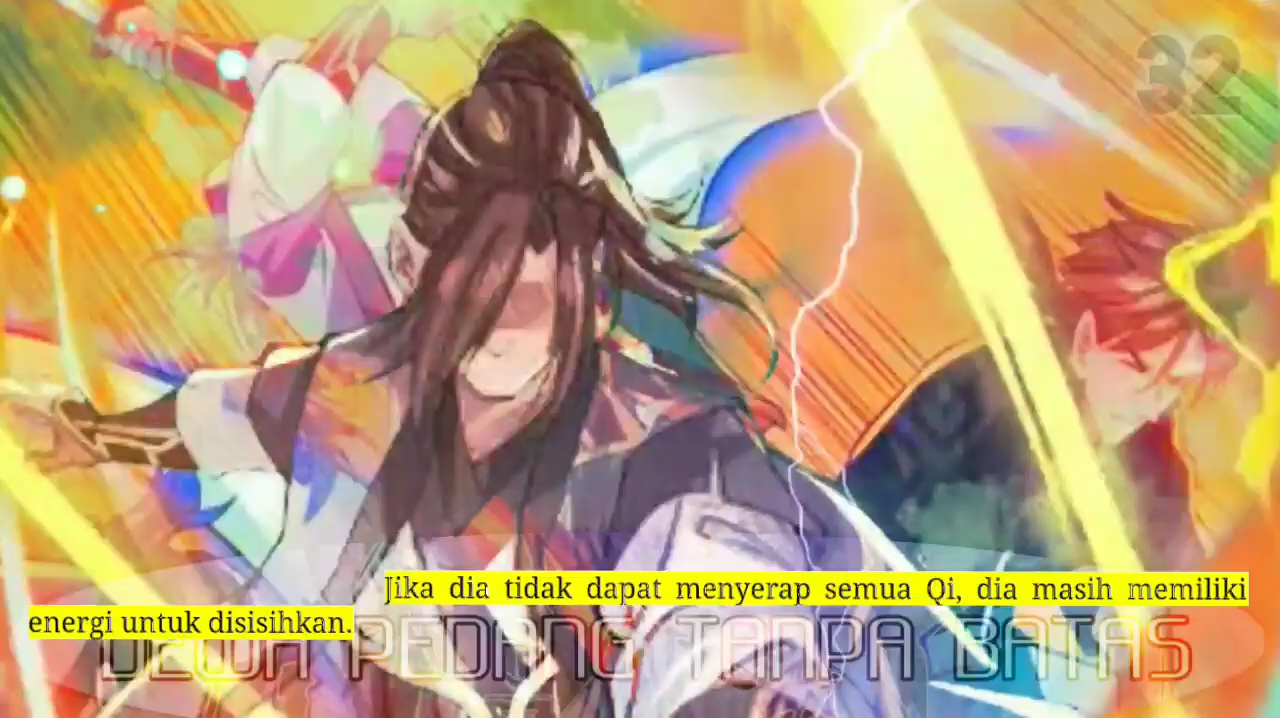 32
Jika dia tidak dapat menyerap semua Qi, dia masih memiliki
energi untuk disisihkan.
DEWA PEDANG TANPA BATAS